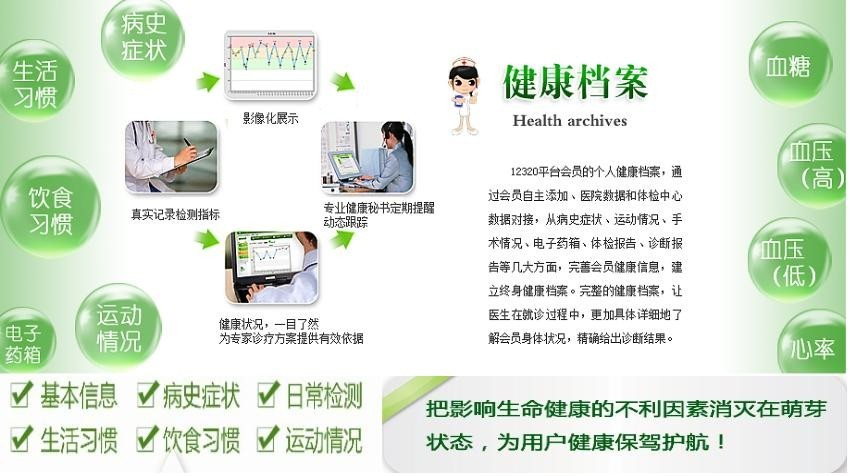 病史
症状
生活
习惯
饮食
习惯
电子
药箱
运动
情况
影像化展示
真实记录检测指标
专业健康秘书定期提醒
动态跟踪
健康状况，一目了然
为专家诊疗方案提供有效依据
健康档案
Health archives
12320平台会员的个人健康档案，通
过会员自主添加、医院数据和体检中心
数据对接，从病史症状、运动情况、手
术情况、电子药箱、体检报告、诊断报
告等几大方面，完善会员健康信息，建
立终身健康档案。完整的健康档案，让
医生在就诊过程中，更加具体详细地了
解会员身体状况，精确给出诊断结果。
血糖
血压
（高）
血压
（低）
心率
基本信息 病史症状 日常检测
生活习惯 饮食习惯 运动情况
把影响生命健康的不利因素消灭在萌芽
状态，为用户健康保驾护航！